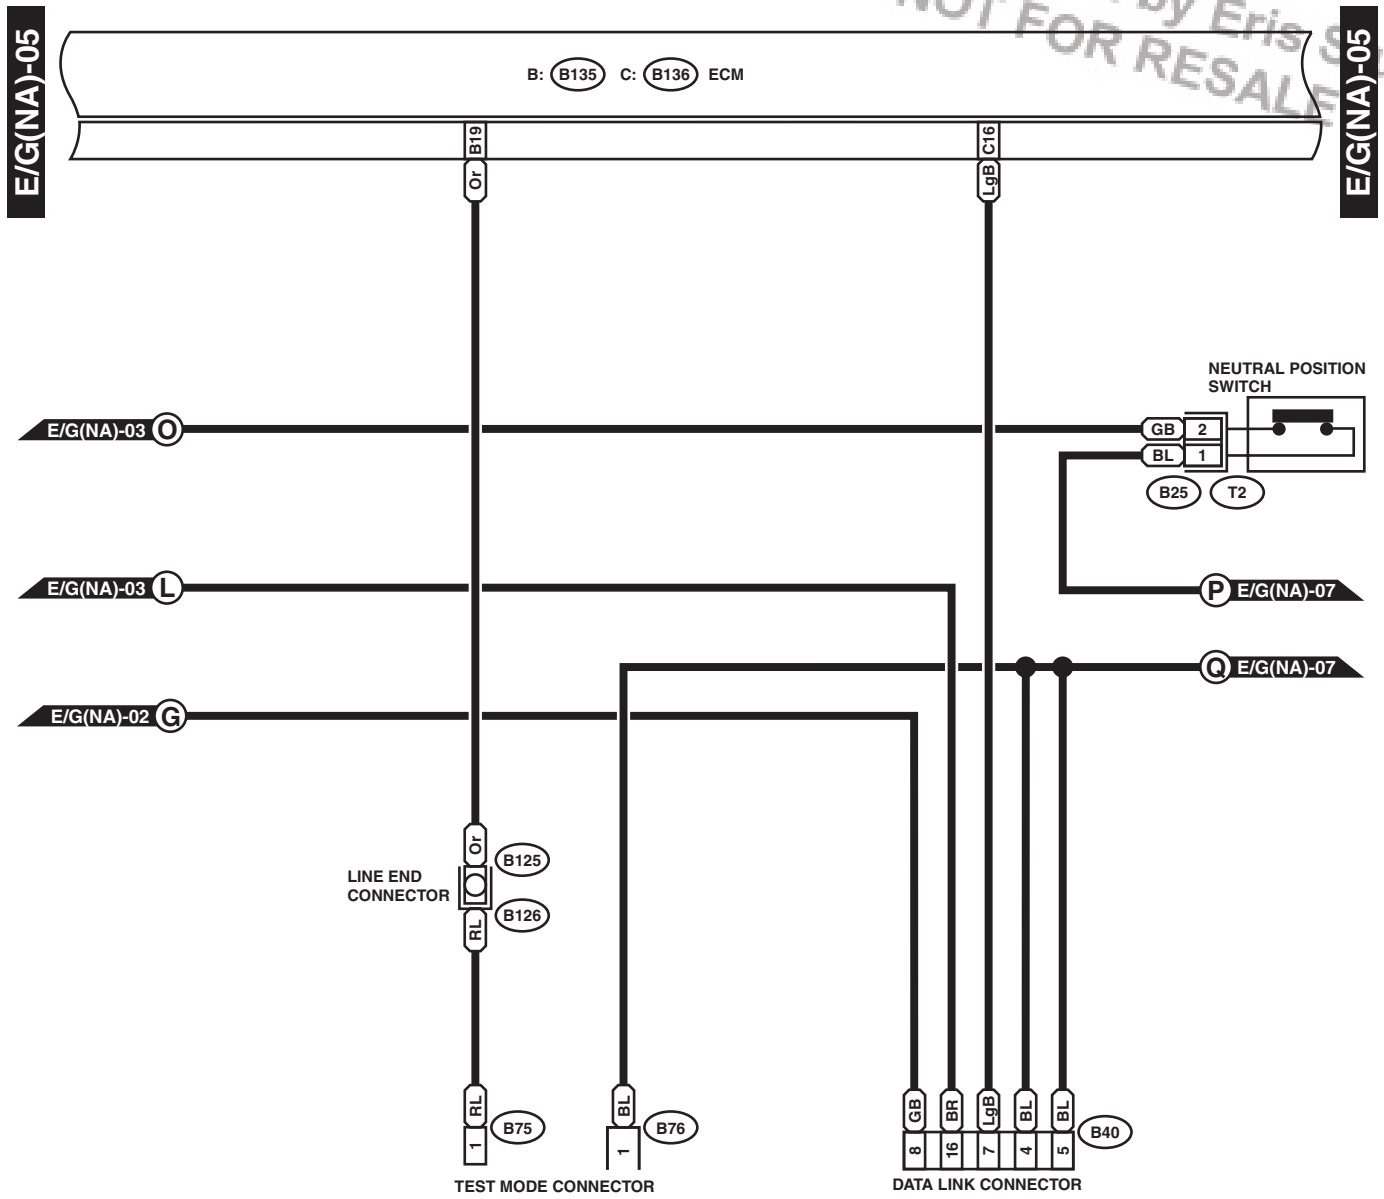 by Eris
NOT FOR RESALE
E/G(NA)-05
E/G(NA)-05
B: B135 C: B136 ECM
B19
C16
Or
LgB
NEUTRAL POSITION
SWITCH
E/G(NA)-03 O
GB 2
BL 1
B25 T2
E/G(NA)-03 L
P E/G(NA)-07
Q E/G(NA)-07
E/G(NA)-02 G
Or
B125
LINE END
CONNECTOR
B126
RL
RL
1
B75
BL
1
B76
GB BR LgB BL BL
8 16 7 4 5
B40
TEST MODE CONNECTOR
DATA LINK CONNECTOR